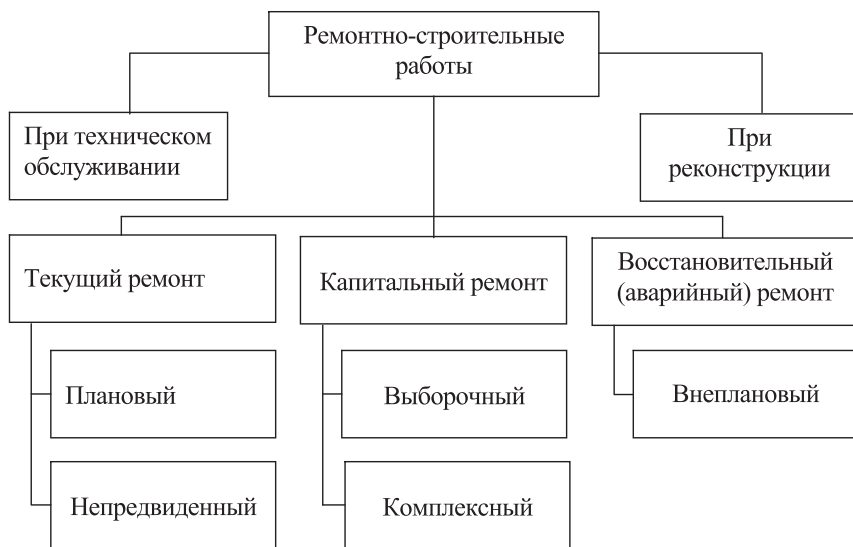 Ремонтно-строительные
работы
При техническом
обслуживании
При
реконструкции
Текущий ремонт
Капитальный ремонт
Восстановительный
(аварийный) ремонт
Плановый
Выборочный
Внеплановый
Непредвиденный
Комплексный